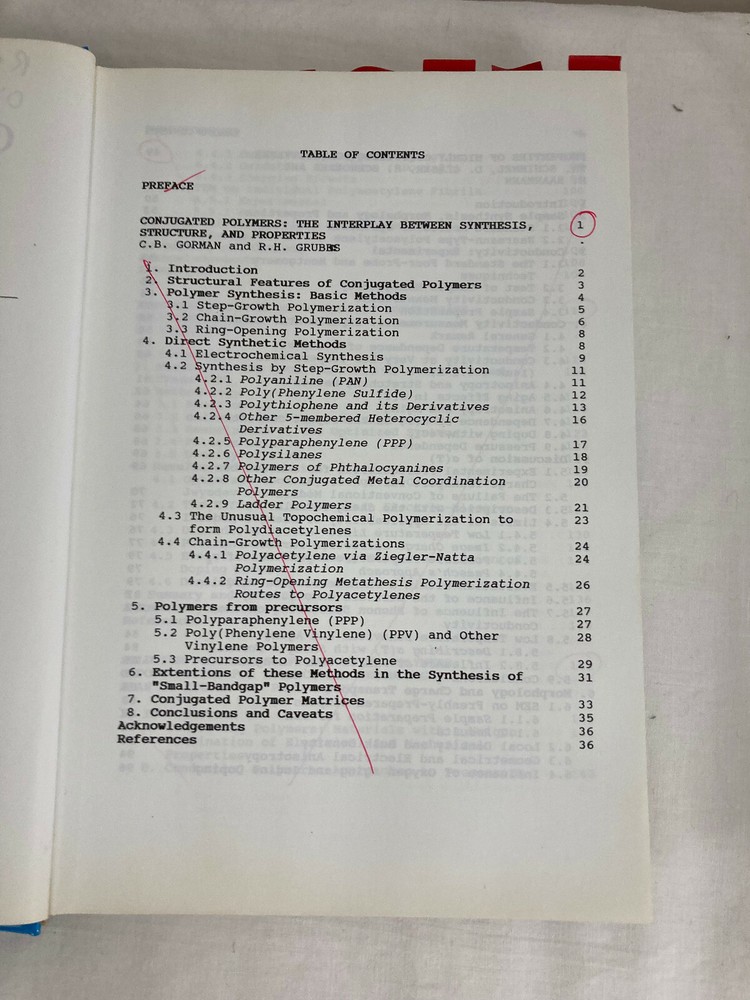 TABLE OF CONTENTS
PREFACE
CONJUGATED POLYMERS: THE INTERPLAY BETWEEN SYNTHESIS, 1
STRUCTURE, AND PROPERTIES
C.B. GORMAN and R.H. GRUBBS
1. Introduction 2
2. Structural Features of Conjugated Polymers 3
3. Polymer Synthesis: Basic Methods 4
3.1 Step-Growth Polymerization 5
3.2 Chain-Growth Polymerization 6
3.3 Ring-Opening Polymerization 8
4. Direct Synthetic Methods 8
4.1 Electrochemical Synthesis 9
4.2 Synthesis by Step-Growth Polymerization 11
4.2.1 Polyaniline (PAN) 11
4.2.2 Poly(Phenylene Sulfide) 12
4.2.3 Polythiophene and its Derivatives 13
4.2.4 Other 5-membered Heterocyclic 16
Derivatives
4.2.5 Polyparaphenylene (PPP) 17
4.2.6 Polysilanes 18
4.2.7 Polymers of Phthalocyanines 19
4.2.8 Other Conjugated Metal Coordination 20
Polymers
4.2.9 Ladder Polymers 21
4.3 The Unusual Topochemical Polymerization to 23
form Polydiacetylenes
4.4 Chain-Growth Polymerizations 24
4.4.1 Polyacetylene via Ziegler-Natta 24
Polymerization
4.4.2 Ring-Opening Metathesis Polymerization 26
Routes to Polyacetylenes
5. Polymers from precursors 27
5.1 Polyparaphenylene (PPP) 27
5.2 Poly(Phenylene Vinylene) (PPV) and Other 28
Vinylene Polymers
5.3 Precursors to Polyacetylene 29
6. Extentions of these Methods in the Synthesis of 31
"Small-Bandgap" Polymers
7. Conjugated Polymer Matrices 33
8. Conclusions and Caveats 35
Acknowledgements 36
References 36